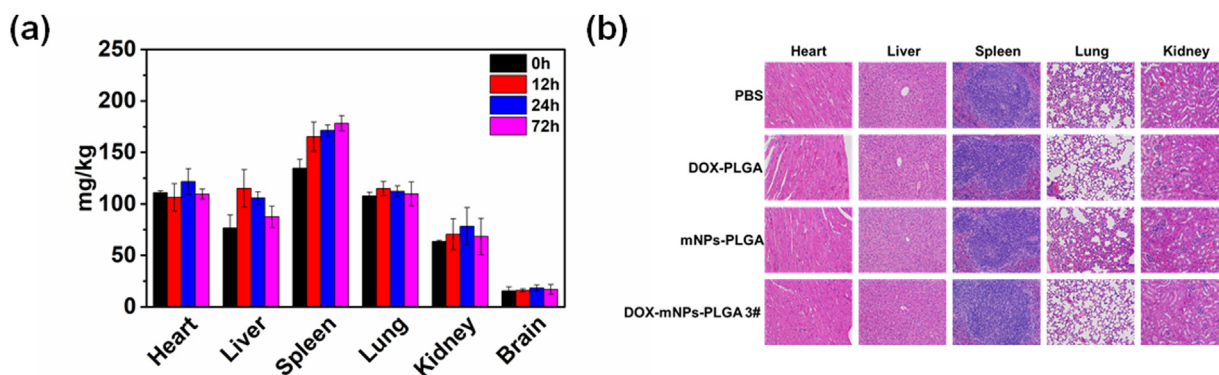 (a)
250
200
150
100
50
0
mg/kg
0h
12h
24h
72h
Heart Liver Spleen Lung Kidney Brain
(b)
Heart Liver Spleen Lung Kidney
PBS
DOX-PLGA
mNPs-PLGA
DOX-mNPs-PLGA 3#